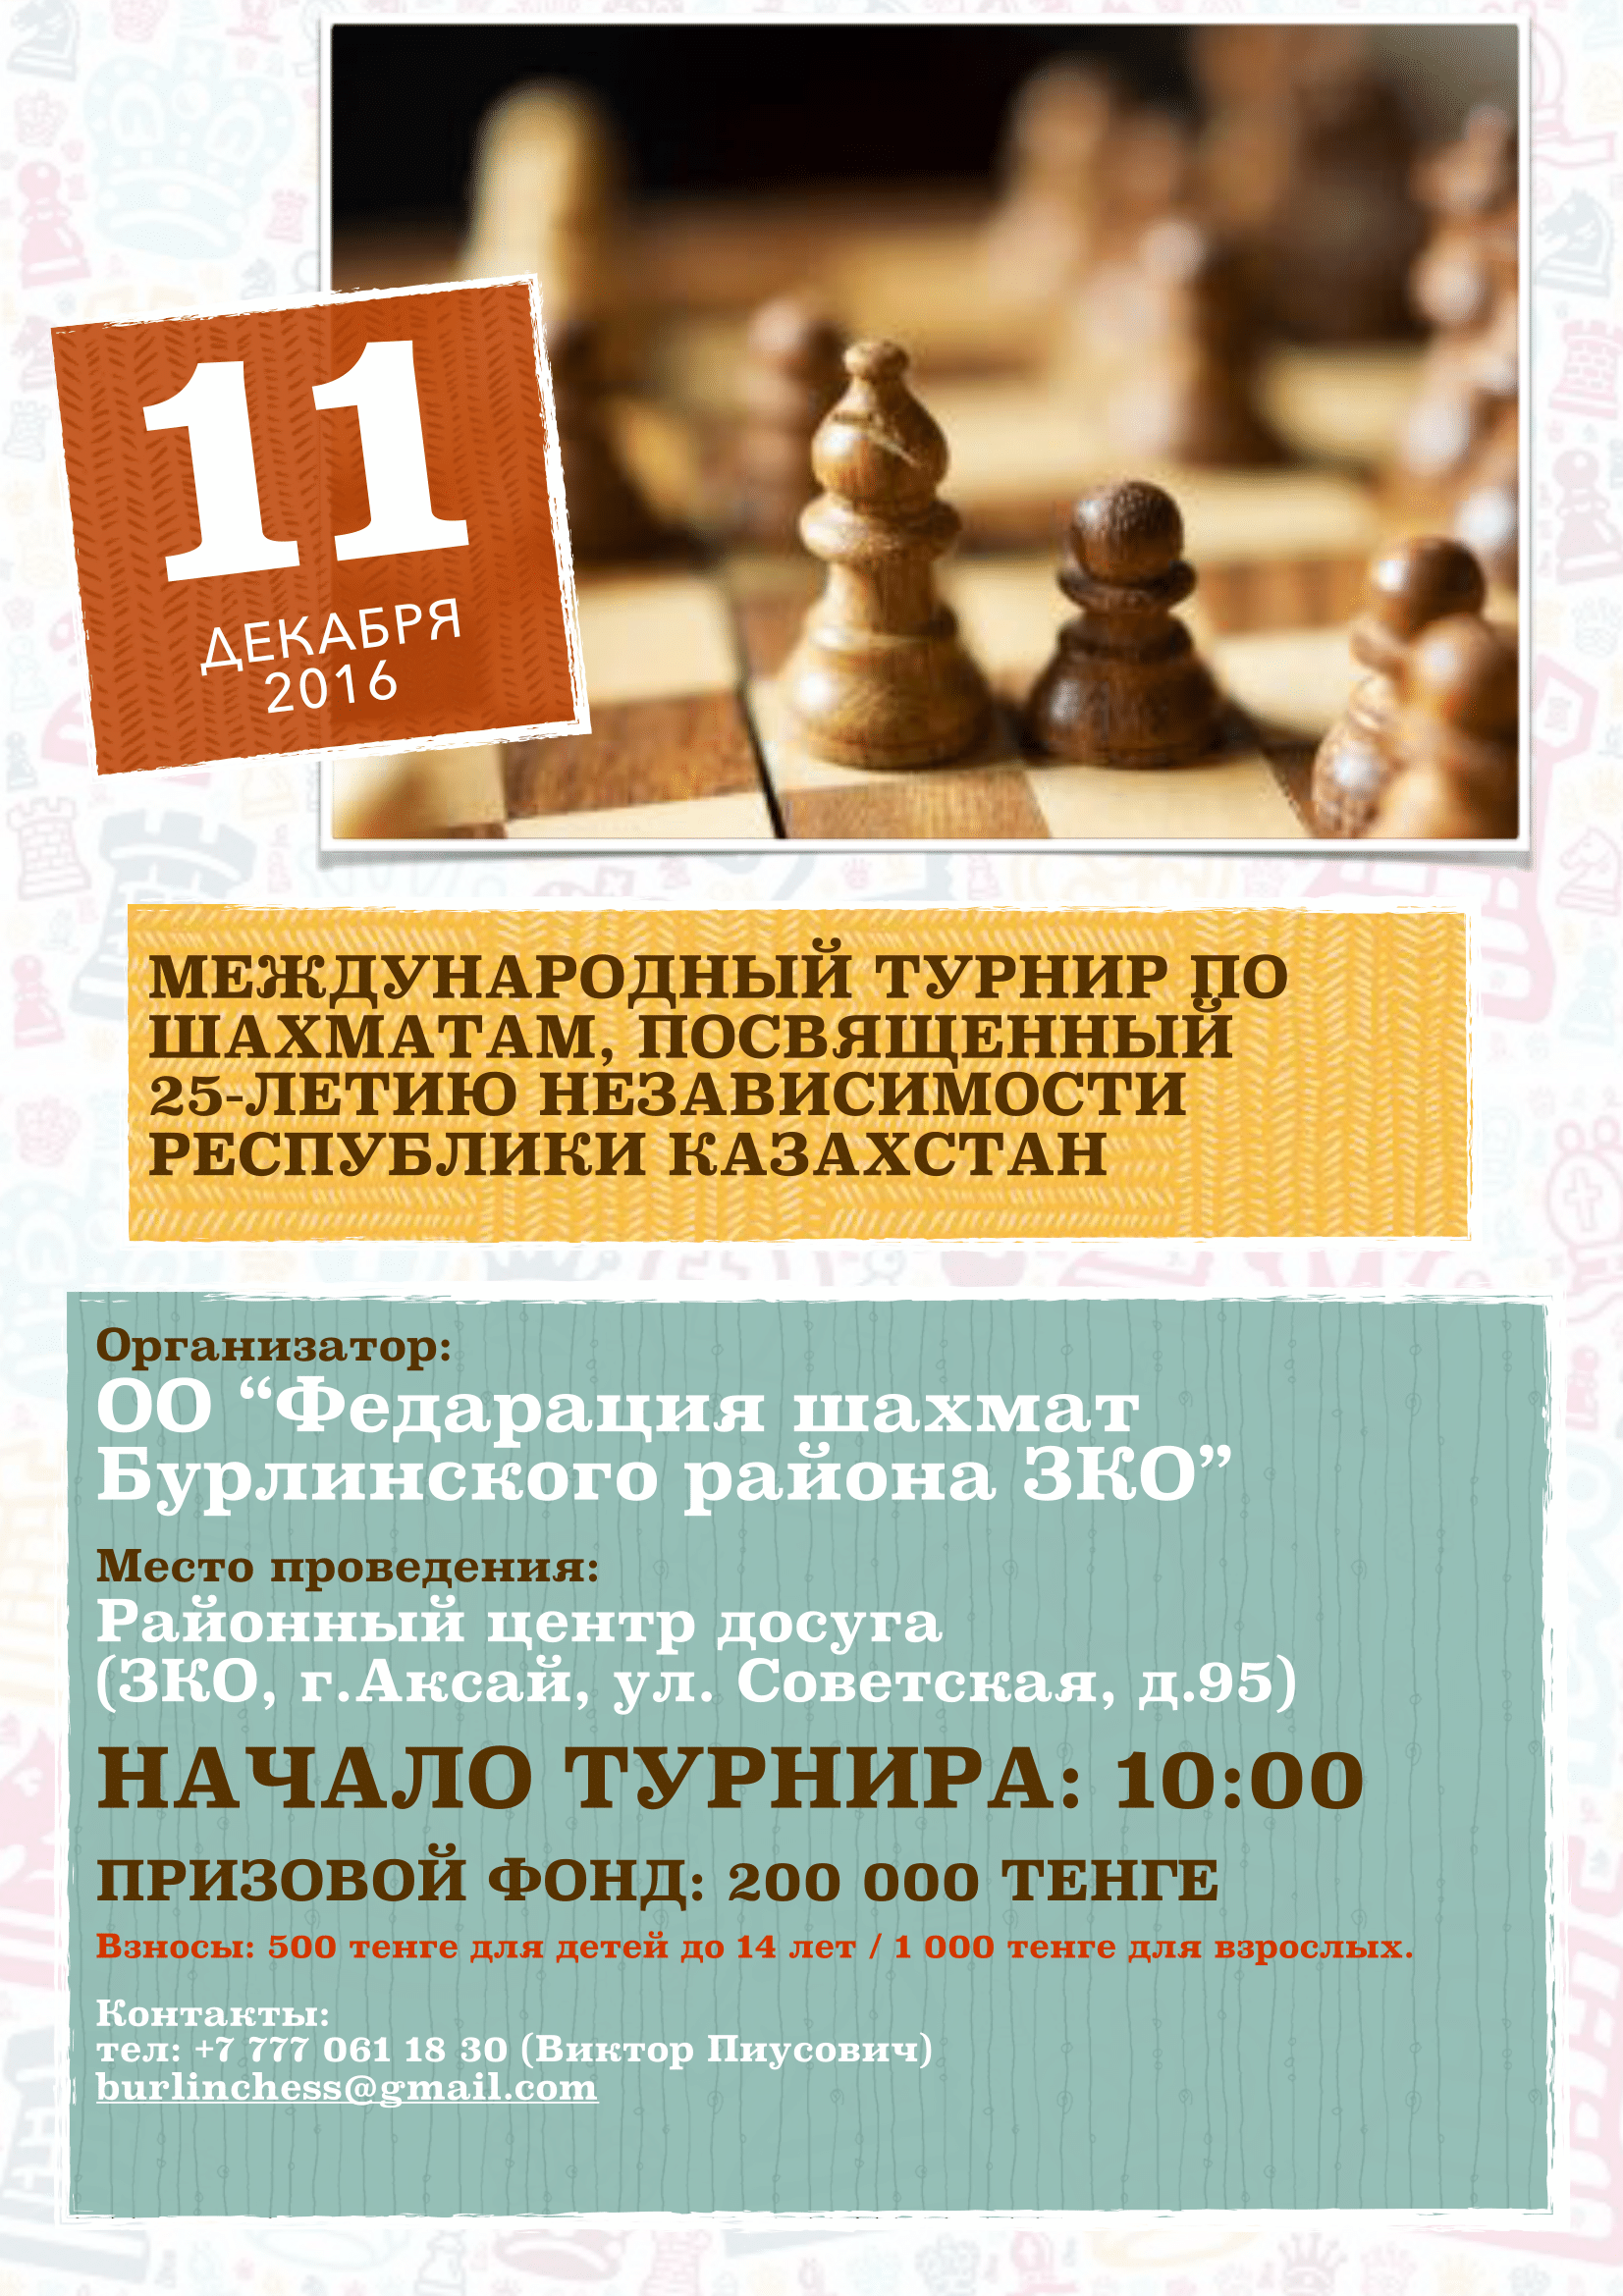 11
ДЕКАБРЯ
2016
МЕЖДУНАРОДНЫЙ ТУРНИР ПО
ШАХМАТАМ, ПОСВЯЩЕННЫЙ
25-ЛЕТИЮ НЕЗАВИСИМОСТИ
РЕСПУБЛИКИ КАЗАХСТАН
Организатор:
ОО “Федарация шахмат
Бурлинского района ЗКО”
Место проведения:
Районный центр досуга
(ЗКО, г.Аксай, ул. Советская, д.95)
НАЧАЛО ТУРНИРА: 10:00
ПРИЗОВОЙ ФОНД: 200 000 ТЕНГЕ
Взносы: 500 тенге для детей до 14 лет / 1 000 тенге для взрослых.
Контакты:
тел: +7 777 061 18 30 (Виктор Пиусович)
burlinchess@gmail.com